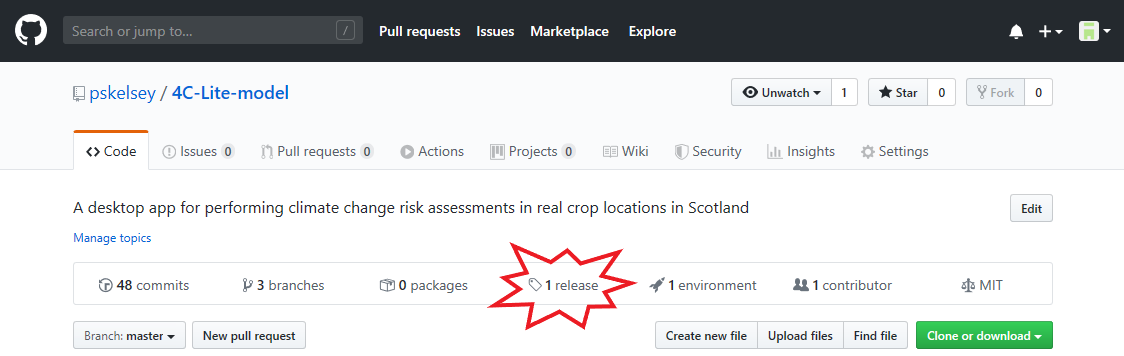 Search or jump to... / Pull requests Issues Marketplace Explore
pskelsey / 4C-Lite-model Unwatch 1 Star 0 Fork 0
Code Issues 0 Pull requests 0 Actions Projects 0 Wiki Security Insights Settings
A desktop app for performing climate change risk assessments in real crop locations in Scotland Edit
Manage topics
48 commits 3 branches 0 packages 1 release 1 environment 1 contributor MIT
Branch: master New pull request Create new file Upload files Find file Clone or download